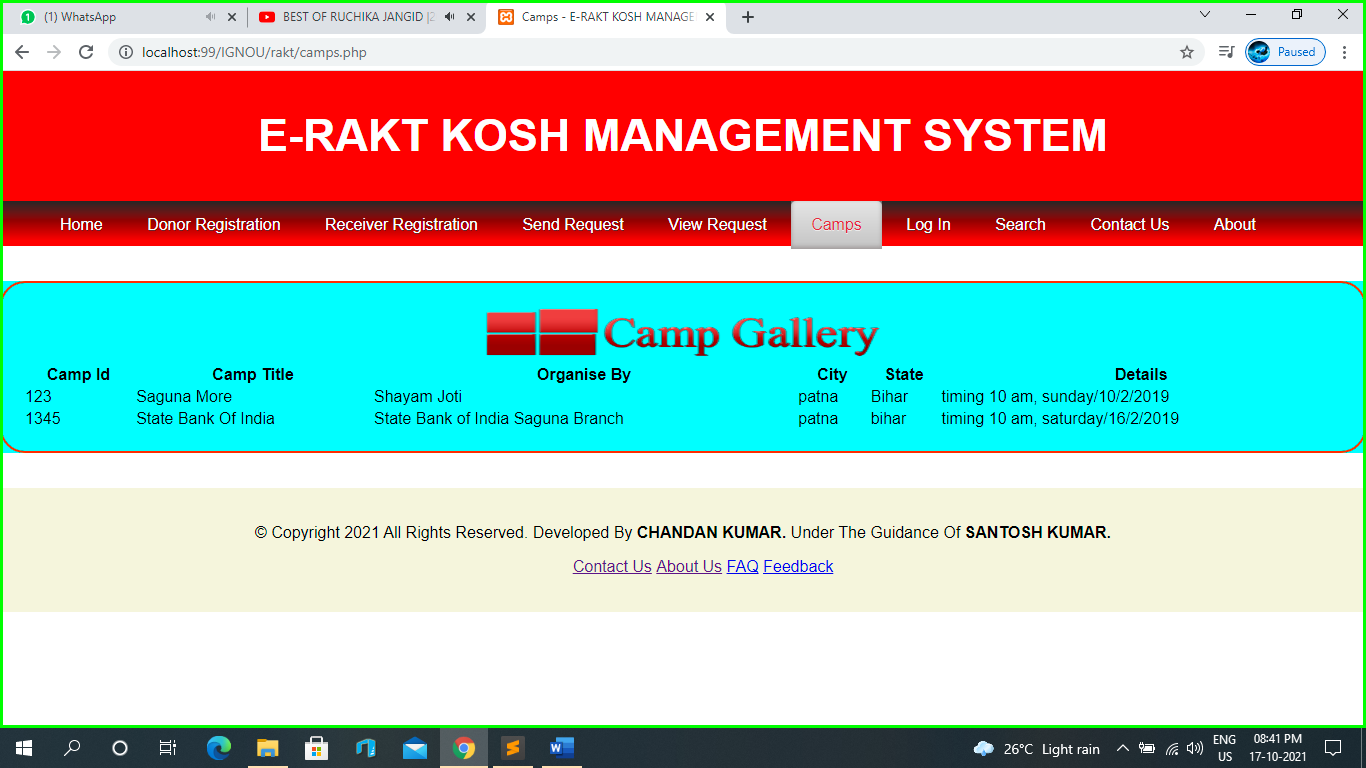 (1) WhatsApp
BEST OF RUCHIKA JANGID |2
Camps - E-RAKT KOSH MANAGE
localhost:99/IGNOU/rakt/camps.php
Paused
E-RAKT KOSH MANAGEMENT SYSTEM
Home Donor Registration Receiver Registration Send Request View Request Camps Log In Search Contact Us About
Camp Gallery
Camp Id Camp Title Organise By City State Details
123 Saguna More Shayam Joti patna Bihar timing 10 am, sunday/10/2/2019
1345 State Bank Of India State Bank of India Saguna Branch patna bihar timing 10 am, saturday/16/2/2019
© Copyright 2021 All Rights Reserved. Developed By CHANDAN KUMAR. Under The Guidance Of SANTOSH KUMAR.
Contact Us About Us FAQ Feedback
26°C Light rain
ENG
US
08:41 PM
17-10-2021